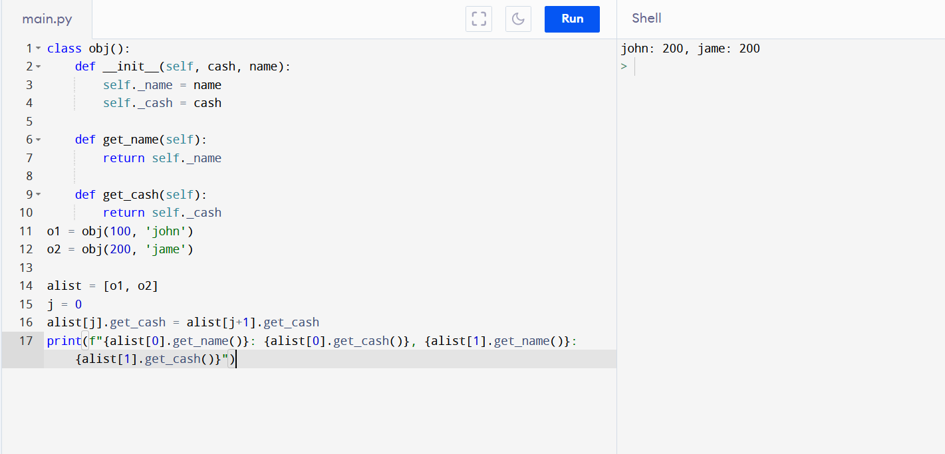 main.py
Run
Shell
1 class obj():
2     def __init__(self, cash, name):
3         self._name = name
4         self._cash = cash
5
6     def get_name(self):
7         return self._name
8
9     def get_cash(self):
10         return self._cash
11 o1 = obj(100, 'john')
12 o2 = obj(200, 'jame')
13
14 alist = [o1, o2]
15 j = 0
16 alist[j].get_cash = alist[j+1].get_cash
17 print(f"{alist[0].get_name()}: {alist[0].get_cash()}, {alist[1].get_name()}:
{alist[1].get_cash()}")
john: 200, jame: 200
>